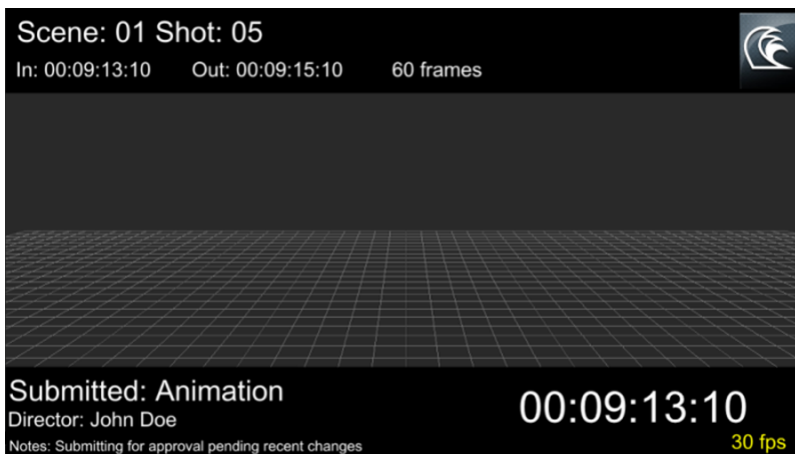 Scene: 01 Shot: 05
In: 00:09:13:10 Out: 00:09:15:10 60 frames
Submitted: Animation
Director: John Doe
00:09:13:10
Notes: Submitting for approval pending recent changes
30 fps